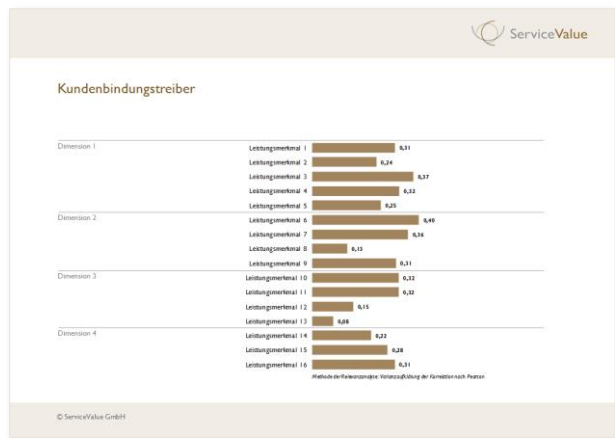 ServiceValue
Kundenbindungstreiber
Dimension 1
Leistungsmerkmal 1 0,31
Leistungsmerkmal 2 0,24
Leistungsmerkmal 3 0,37
Leistungsmerkmal 4 0,32
Leistungsmerkmal 5 0,25
Dimension 2
Leistungsmerkmal 6 0,40
Leistungsmerkmal 7 0,36
Leistungsmerkmal 8 0,13
Leistungsmerkmal 9 0,31
Dimension 3
Leistungsmerkmal 10 0,32
Leistungsmerkmal 11 0,32
Leistungsmerkmal 12 0,15
Leistungsmerkmal 13 0,08
Dimension 4
Leistungsmerkmal 14 0,22
Leistungsmerkmal 15 0,28
Leistungsmerkmal 16 0,31
Methode der Relevanzanalyse: Varianzaufklärung der Korrelation nach Pearson
© ServiceValue GmbH